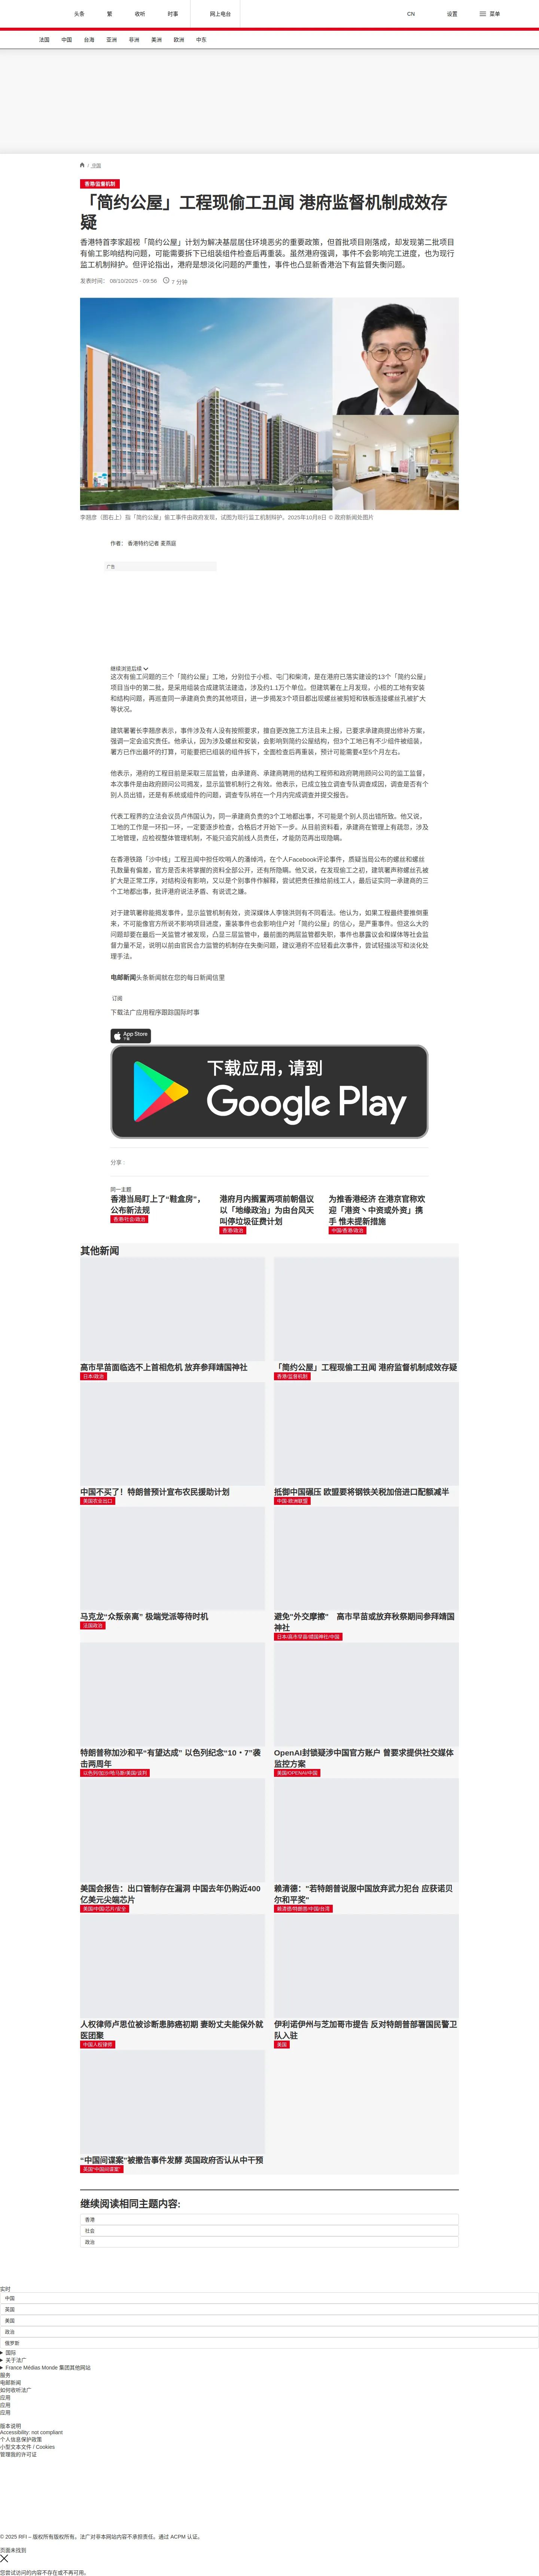 头条
繁
收听
时事
网上电台
CN
设置
菜单
法国
中国
台海
亚洲
非洲
美洲
欧洲
中东
/ 中国
香港/监督机制
「简约公屋」工程现偷工丑闻 港府监督机制成效存
疑
香港特首李家超视「简约公屋」计划为解决基层居住环境恶劣的重要政策，但首批项目刚落成，却发现第二批项目
有偷工影响结构问题，可能需要拆下已组装组件检查后再重装。虽然港府强调，事件不会影响完工进度，也为现行
监工机制辩护。但评论指出，港府是想淡化问题的严重性，事件也凸显新香港治下有监督失衡问题。
发表时间： 08/10/2025 - 09:56
7 分钟
李翘彦（图右上）指「简约公屋」偷工事件由政府发现，试图为现行监工机制辩护。2025年10月8日 © 政府新闻处图片
作者： 香港特约记者 麦燕庭
广告
继续浏览后续
这次有偷工问题的三个「简约公屋」工地，分别位于小榄、屯门和柴湾，是在港府已落实建设的13个「简约公屋」
项目当中的第二批，是采用组装合成建筑法建造，涉及约1.1万个单位。但建筑署在上月发现，小榄的工地有安装
和结构问题，再巡查同一承建商负责的其他项目，进一步揭发3个项目都出现螺丝被剪短和铁板连接螺丝孔被扩大
等状况。
建筑署署长李翘彦表示，事件涉及有人没有按照要求，擅自更改施工方法且未上报。已要求承建商提出修补方案，
强调一定会追究责任。他承认，因为涉及螺丝和安装，会影响到简约公屋结构，但3个工地已有不少组件被组装，
署方已作出最坏的打算，可能要把已组装的组件拆下，全面检查后再重装，预计可能需要4至5个月左右。
他表示，港府的工程目前是采取三层监管，由承建商、承建商聘用的结构工程师和政府聘用顾问公司的监工监督，
本次事件是由政府顾问公司揭发，显示监管机制行之有效。他表示，已成立独立调查专队调查成因，调查是否有个
别人员出错，还是有系统或组件的问题，调查专队将在一个月内完成调查并提交报告。
代表工程界的立法会议员卢伟国认为，同一承建商负责的3个工地都出事，不可能是个别人员出错所致。他又说，
工地的工作是一环扣一环，一定要逐步检查，合格后才开始下一步。从目前资料看，承建商在管理上有疏忽，涉及
工地管理，应检视整体管理机制，不能只追究前线人员责任，才能防范再出现隐瞒。
在香港铁路「沙中线」工程丑闻中担任吹哨人的潘焯鸿，在个人Facebook评论事件，质疑当局公布的螺丝和螺丝
孔数量有偏差，官方是否未将掌握的资料全部公开，还有所隐瞒。他又说，在发现偷工之初，建筑署声称螺丝孔被
扩大是正常工序，对结构没有影响，又以是个别事件作解释，尝试把责任推给前线工人，最后证实同一承建商的三
个工地都出事，批评港府说法矛盾、有说谎之嫌。
对于建筑署称能揭发事件，显示监管机制有效，资深媒体人李锦洪则有不同看法。他认为，如果工程最终要推倒重
来，不可能像官方所说不影响项目进度，重装事件也会影响住户对「简约公屋」的信心，是严重事件。但这么大的
问题却要在最后一关监管才被发现，凸显三层监管中，最前面的两层监管都失职，事件也暴露议会和媒体等社会监
督力量不足，说明以前由官民合力监管的机制存在失衡问题，建议港府不应轻看此次事件，尝试轻描淡写和淡化处
理手法。
电邮新闻头条新闻就在您的每日新闻信里
订阅
下载法广应用程序跟踪国际时事
App Store
下载应用，请到
Google Play
分享 :
同一主题
香港当局盯上了“鞋盒房”，
公布新法规
香港/社会/政治
港府月内搁置两项前朝倡议
以「地缘政治」为由台风天
叫停垃圾征费计划
香港/政治
为推香港经济 在港京官称欢
迎「港资丶中资或外资」携
手 惟未提新措施
中国/香港/政治
其他新闻
高市早苗面临选不上首相危机 放弃参拜靖国神社
日本/政治
「简约公屋」工程现偷工丑闻 港府监督机制成效存疑
香港/监督机制
中国不买了！特朗普预计宣布农民援助计划
美国农业出口
抵御中国碾压 欧盟要将钢铁关税加倍进口配额减半
中国/欧洲联盟
马克龙“众叛亲离” 极端党派等待时机
法国政治
避免“外交摩擦” 高市早苗或放弃秋祭期间参拜靖国
神社
日本/高市早苗/靖国神社/中国
特朗普称加沙和平“有望达成” 以色列纪念“10・7”袭
击两周年
以色列/加沙/哈马斯/美国/谈判
OpenAI封锁疑涉中国官方账户 曾要求提供社交媒体
监控方案
美国/OPENAI/中国
美国会报告：出口管制存在漏洞 中国去年仍购近400
亿美元尖端芯片
美国/中国/芯片/安全
赖清德：“若特朗普说服中国放弃武力犯台 应获诺贝
尔和平奖”
赖清德/特朗普/中国/台湾
人权律师卢思位被诊断患肺癌初期 妻盼丈夫能保外就
医团聚
中国人权律师
伊利诺伊州与芝加哥市提告 反对特朗普部署国民警卫
队入驻
美国
“中国间谍案”被撤告事件发酵 英国政府否认从中干预
英国“中国间谍案”
继续阅读相同主题内容:
香港
社会
政治
实时
中国
英国
美国
政治
俄罗斯
国际
关于法广
France Médias Monde 集团其他网站
服务
电邮新闻
如何收听法广
应用
应用
应用
版本说明
Accessibility: not compliant
个人信息保护政策
小型文本文件 / Cookies
管理我的许可证
© 2025 RFI – 版权所有版权所有。法广对非本网站内容不承担责任。通过 ACPM 认证。
页面未找到
您尝试访问的内容不存在或不再可用。